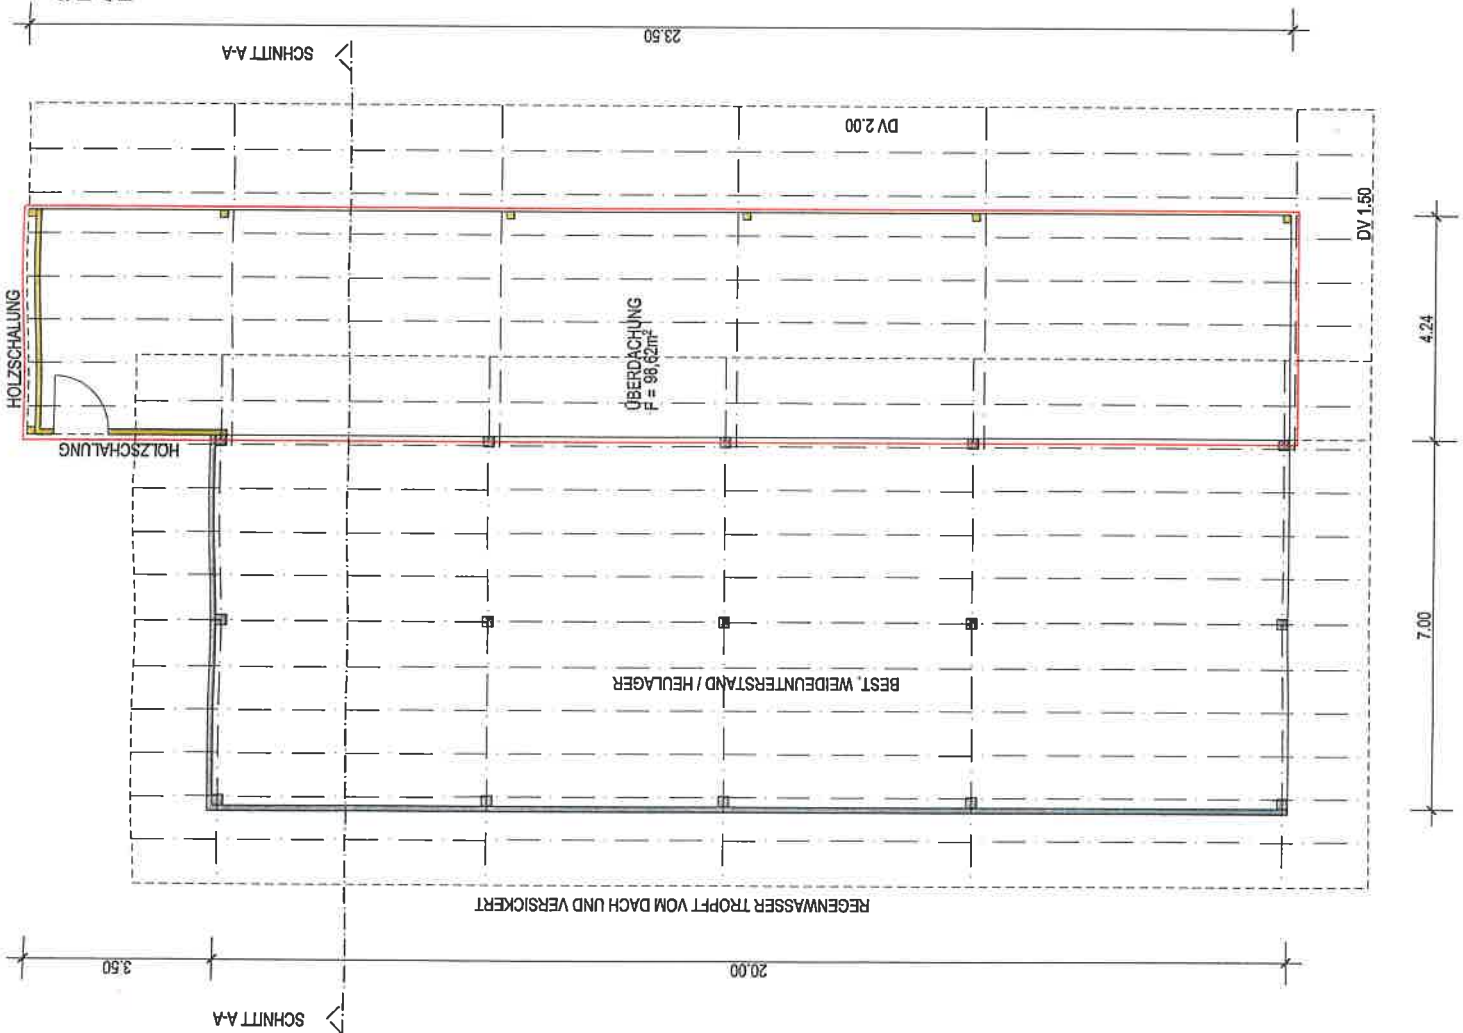 23.50
SCHNITT A-A
DV 2.00
DV 1.50
HOLZSCHALUNG
ÜBERDACHUNG
F = 98,62m²
4.24
HOLZSCHALUNG
7.00
BEST. WEIDEUNTERSTAND / HEULAGER
REGENWASSER TROPFT VOM DACH UND VERSICKERT
3.50
20.00
SCHNITT A-A